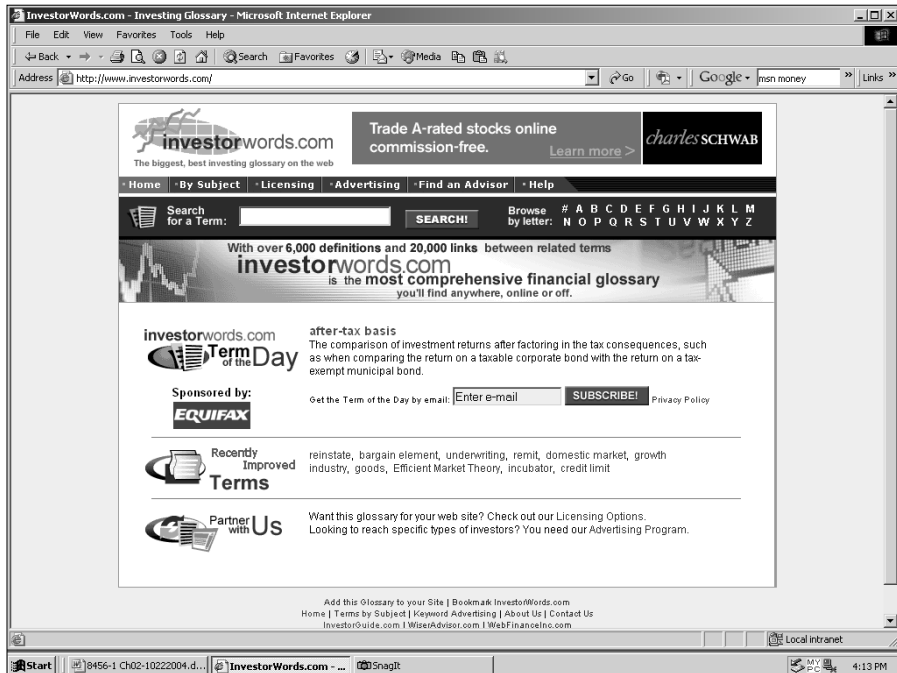 InvestorWords.com - Investing Glossary - Microsoft Internet Explorer
File Edit View Favorites Tools Help
Back Search Favorites Media
Address http://www.investorwords.com/ Go Google msn money » Links »
investorwords.com
The biggest, best investing glossary on the web
Trade A-rated stocks online
commission-free.
Learn more >
charles SCHWAB
Home By Subject Licensing Advertising Find an Advisor Help
Search
for a Term:
SEARCH!
Browse
by letter:
# A B C D E F G H I J K L M
N O P Q R S T U V W X Y Z
With over 6,000 definitions and 20,000 links between related terms
investorwords.com
is the most comprehensive financial glossary
you'll find anywhere, online or off.
investorwords.com
Term
of the Day
Sponsored by:
EQUIFAX
after-tax basis
The comparison of investment returns after factoring in the tax consequences, such
as when comparing the return on a taxable corporate bond with the return on a tax-
exempt municipal bond.
Get the Term of the Day by email: Enter e-mail SUBSCRIBE! Privacy Policy
Recently
Improved
Terms
reinstate, bargain element, underwriting, remit, domestic market, growth
industry, goods, Efficient Market Theory, incubator, credit limit
Partner
with Us
Want this glossary for your web site? Check out our Licensing Options.
Looking to reach specific types of investors? You need our Advertising Program.
Add this Glossary to your Site | Bookmark InvestorWords.com
Home | Terms by Subject | Keyword Advertising | About Us | Contact Us
InvestorGuide.com | WiserAdvisor.com | WebFinanceInc.com
Local intranet
Start 8456-1 Ch02-10222004.d... InvestorWords.com - ... SnagIt MY PC 4:13 PM